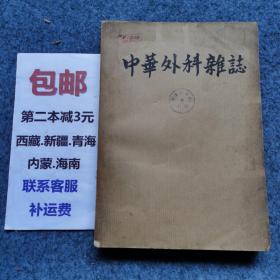 包邮
第二本减3元
西藏.新疆.青海
内蒙.海南
联系客服
补运费
中華外科雜誌